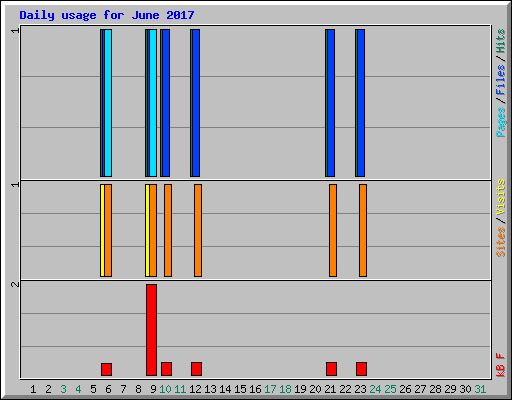 Daily usage for June 2017
1
Pages/Files/Hits
1
Sites/Visits
2
kB F
1 2 3 4 5 6 7 8 9 10 11 12 13 14 15 16 17 18 19 20 21 22 23 24 25 26 27 28 29 30 31